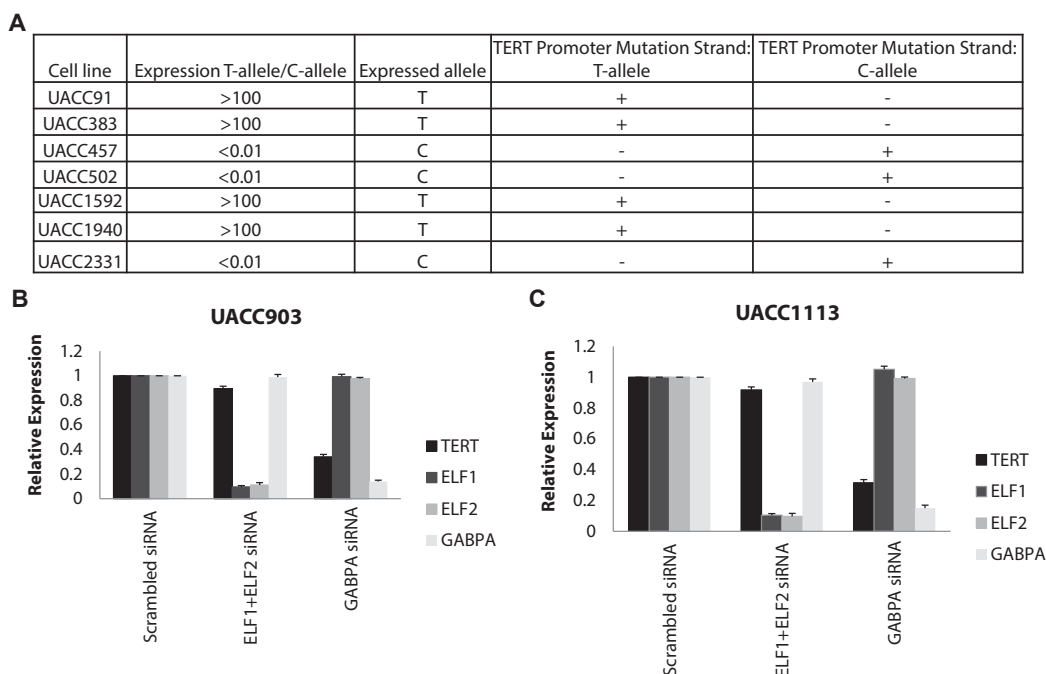 A
Cell line | Expression T-allele/C-allele | Expressed allele | TERT Promoter Mutation Strand: T-allele | TERT Promoter Mutation Strand: C-allele
UACC91 | >100 | T | + | -
UACC383 | >100 | T | + | -
UACC457 | <0.01 | C | - | +
UACC502 | <0.01 | C | - | +
UACC1592 | >100 | T | + | -
UACC1940 | >100 | T | + | -
UACC2331 | <0.01 | C | - | +
B
UACC903
Relative Expression
1.2
1
0.8
0.6
0.4
0.2
0
Scrambled siRNA
ELF1+ELF2 siRNA
GABPA siRNA
TERT
ELF1
ELF2
GABPA
C
UACC1113
Relative Expression
1.2
1
0.8
0.6
0.4
0.2
0
Scrambled siRNA
ELF1+ELF2 siRNA
GABPA siRNA
TERT
ELF1
ELF2
GABPA